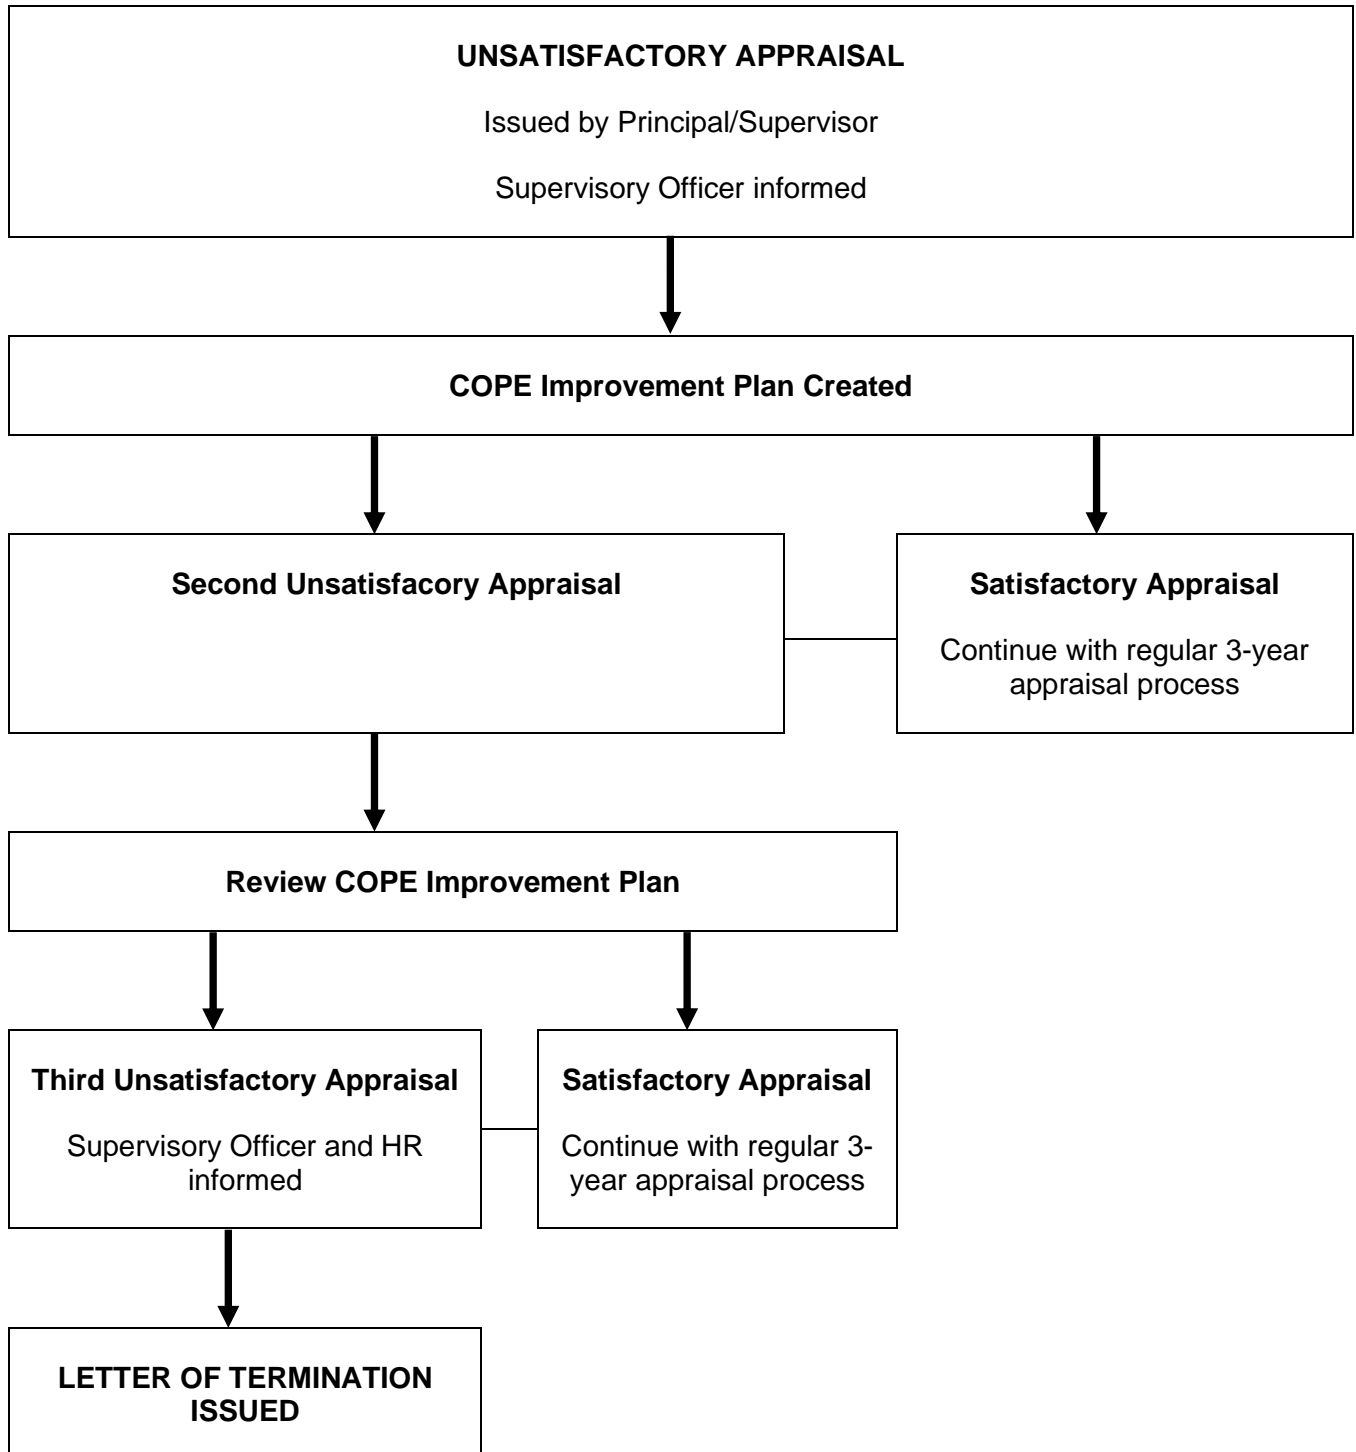 UNSATISFACTORY APPRAISAL
Issued by Principal/Supervisor
Supervisory Officer informed
COPE Improvement Plan Created
Second Unsatisfacory Appraisal
Satisfactory Appraisal
Continue with regular 3-year
appraisal process
Review COPE Improvement Plan
Third Unsatisfactory Appraisal
Supervisory Officer and HR
informed
Satisfactory Appraisal
Continue with regular 3-
year appraisal process
LETTER OF TERMINATION
ISSUED